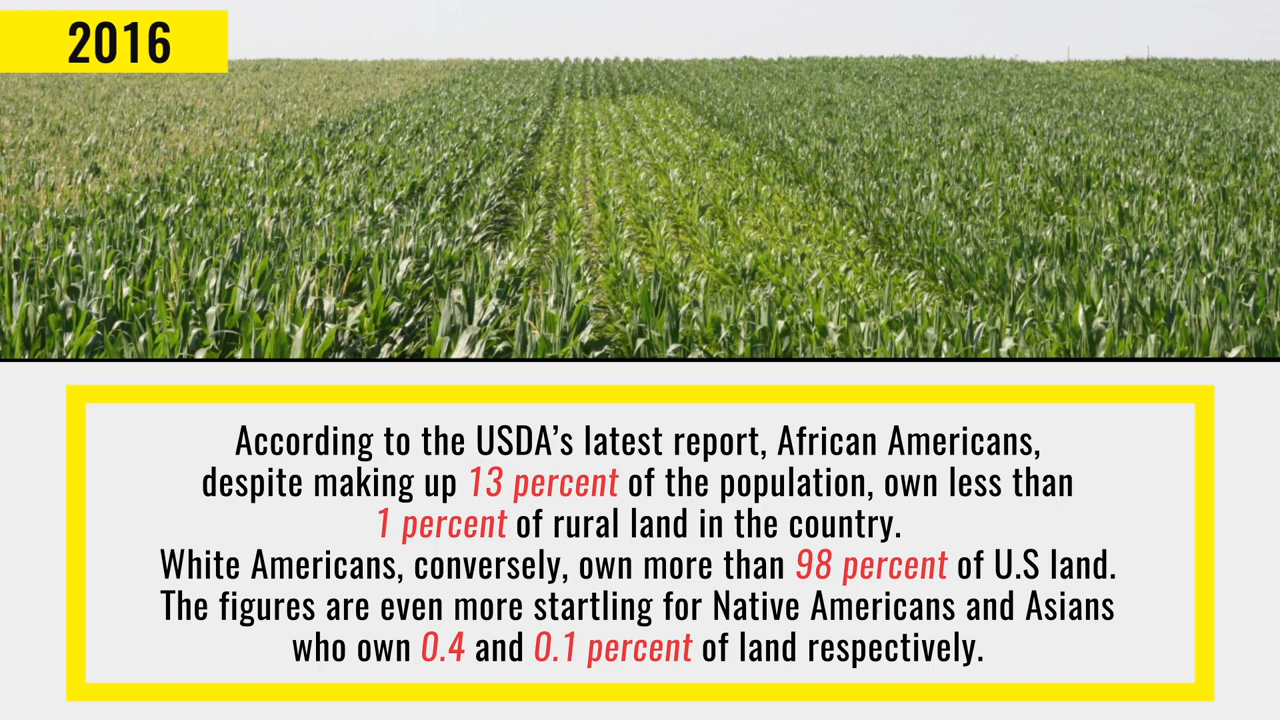 2016
According to the USDA’s latest report, African Americans,
despite making up 13 percent of the population, own less than
1 percent of rural land in the country.
White Americans, conversely, own more than 98 percent of U.S land.
The figures are even more startling for Native Americans and Asians
who own 0.4 and 0.1 percent of land respectively.